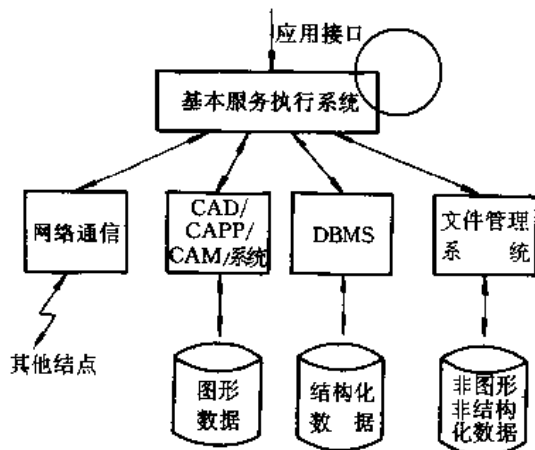 应用接口
基本服务执行系统
网络通信
CAD/
CAPP/
CAM/系统
DBMS
文件管理
系 统
其他结点
图形
数据
结构化
数 据
非图形
非结构
化数据